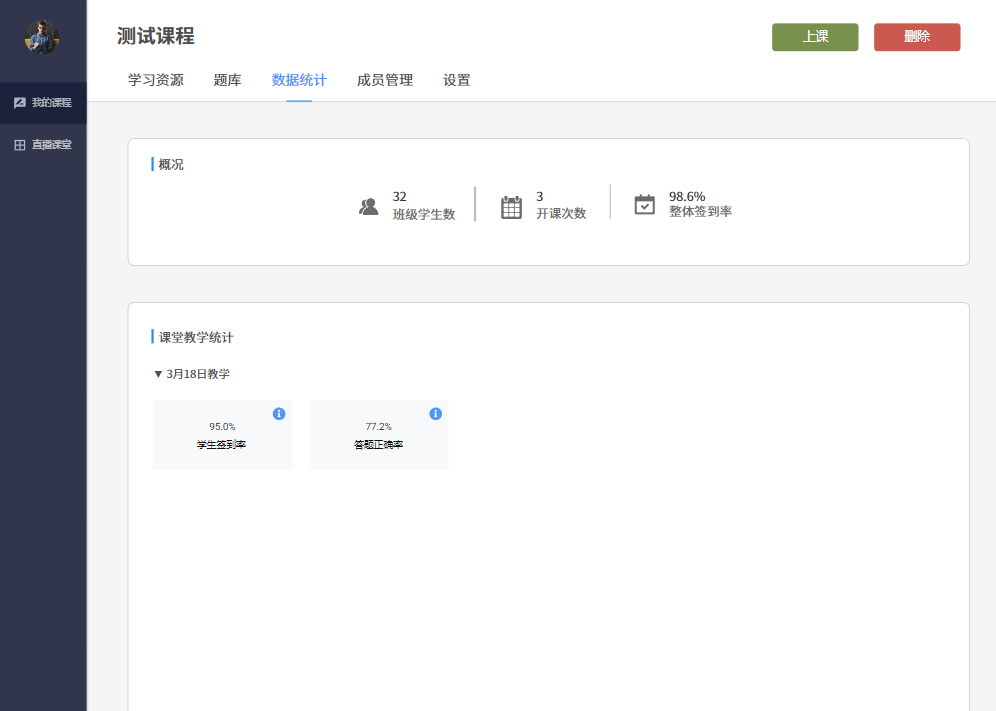 测试课程
上课
删除
学习资源 题库 数据统计 成员管理 设置
我的课程
直播课堂
概况
32
班级学生数
3
开课次数
98.6%
整体签到率
课堂教学统计
▼ 3月18日教学
95.0%
学生签到率
77.2%
答题正确率